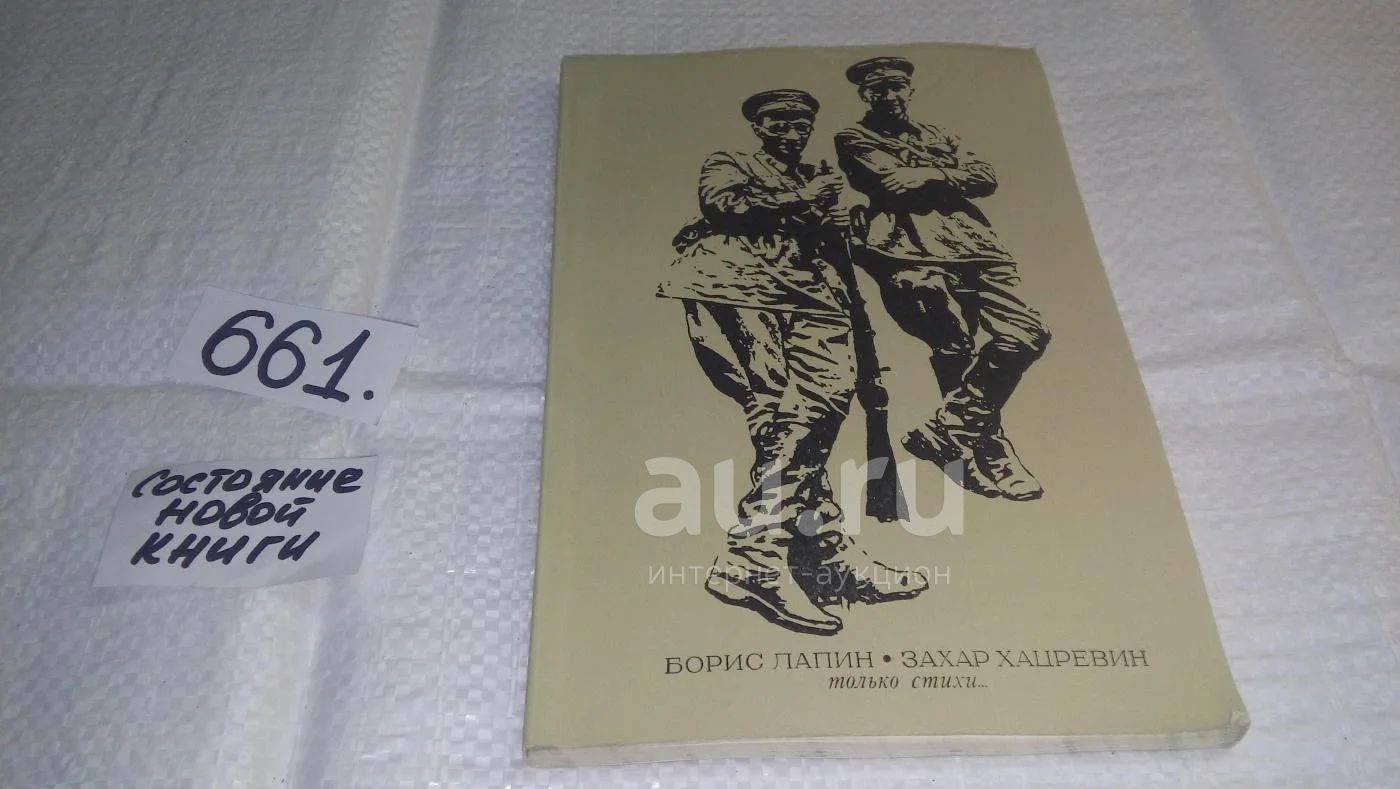 661.
состояние
новой
книги
au.ru
интернет-аукцион
БОРИС ЛАПИН • ЗАХАР ХАЦРЕВИН
только стихи...